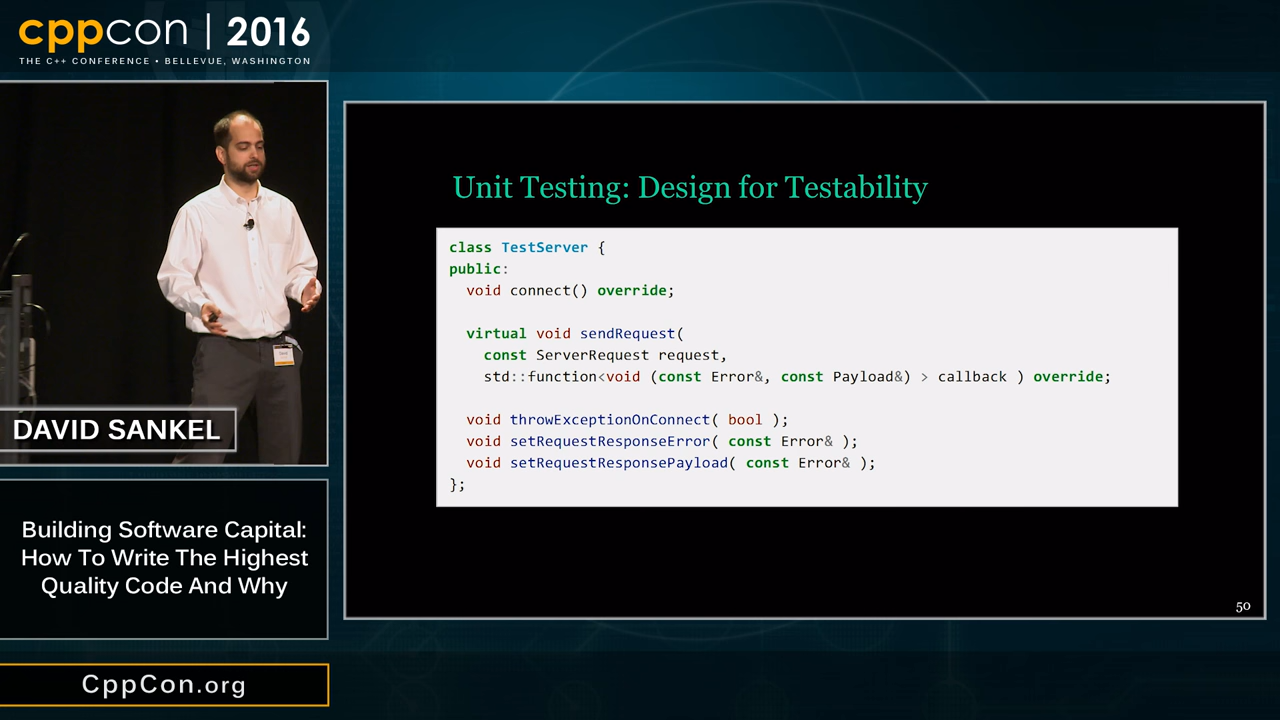 cppcon | 2016
THE C++ CONFERENCE • BELLEVUE, WASHINGTON
DAVID SANKEL
Building Software Capital:
How To Write The Highest
Quality Code And Why
CppCon.org
Unit Testing: Design for Testability
class TestServer {
public:
  void connect() override;
  virtual void sendRequest(
    const ServerRequest request,
    std::function<void (const Error&, const Payload&) > callback ) override;
  void throwExceptionOnConnect( bool );
  void setRequestResponseError( const Error& );
  void setRequestResponsePayload( const Error& );
};
50